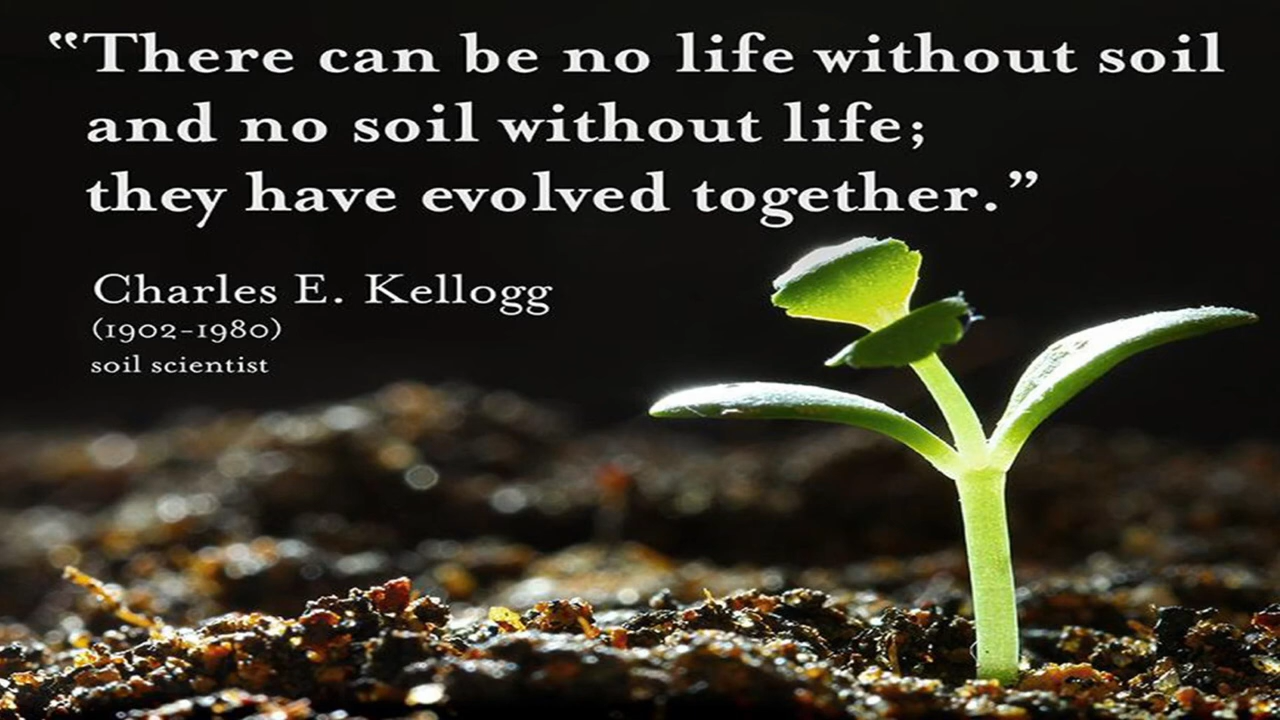 “There can be no life without soil
and no soil without life;
they have evolved together.”
Charles E. Kellogg
(1902–1980)
soil scientist